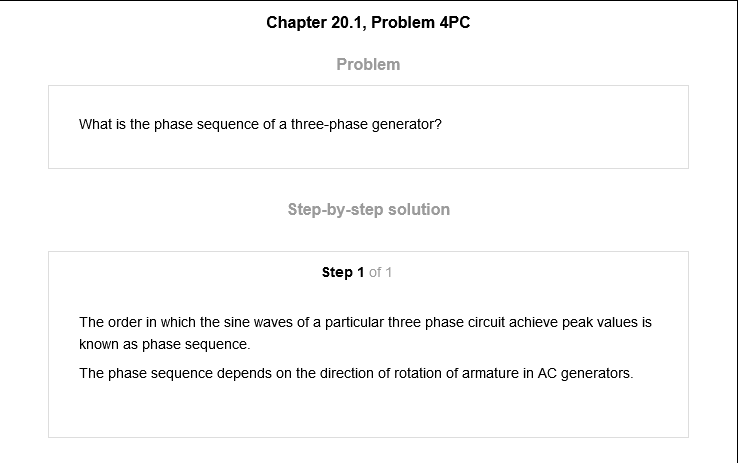 Chapter 20.1, Problem 4PC
Problem
What is the phase sequence of a three-phase generator?
Step-by-step solution
Step 1 of 1
The order in which the sine waves of a particular three phase circuit achieve peak values is
known as phase sequence.
The phase sequence depends on the direction of rotation of armature in AC generators.